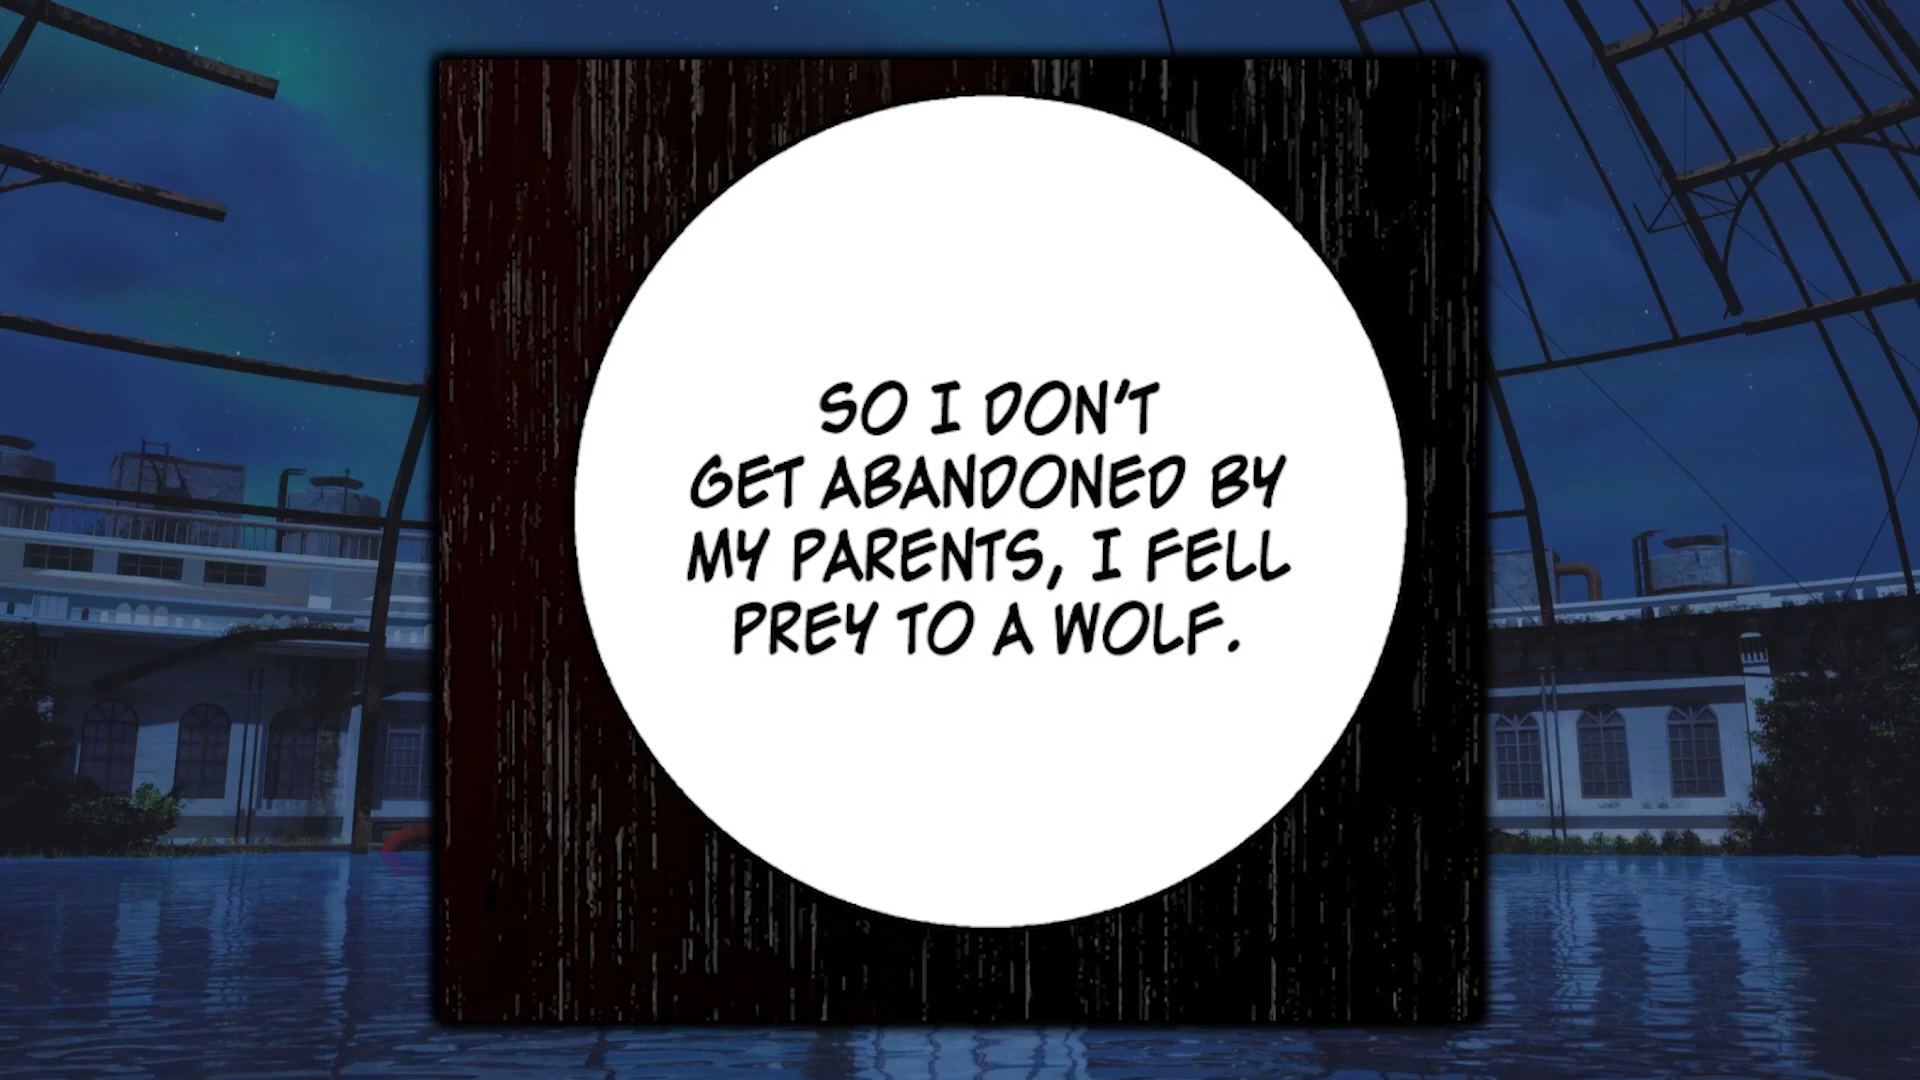 SO I DON'T
GET ABANDONED BY
MY PARENTS, I FELL
PREY TO A WOLF.